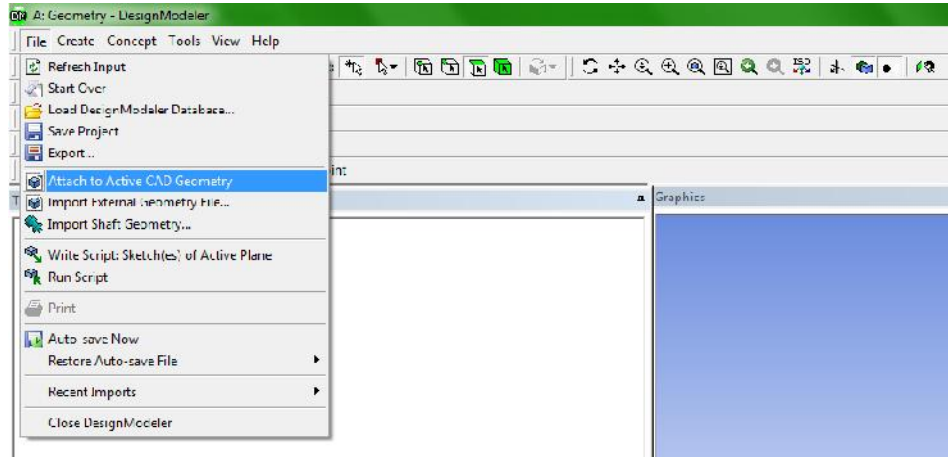 A: Geometry - DesignModeler
File Create Concept Tools View Help
Refresh Input
Start Over
Load DesignModeler Database...
Save Project
Export...
int
Attach to Active CAD Geometry
Graphics
Import External Geometry File...
Import Shaft Geometry...
Write Script: Sketch(es) of Active Plane
Run Script
Print
Auto-save Now
Restore Auto-save File
Recent Imports
Close DesignModeler